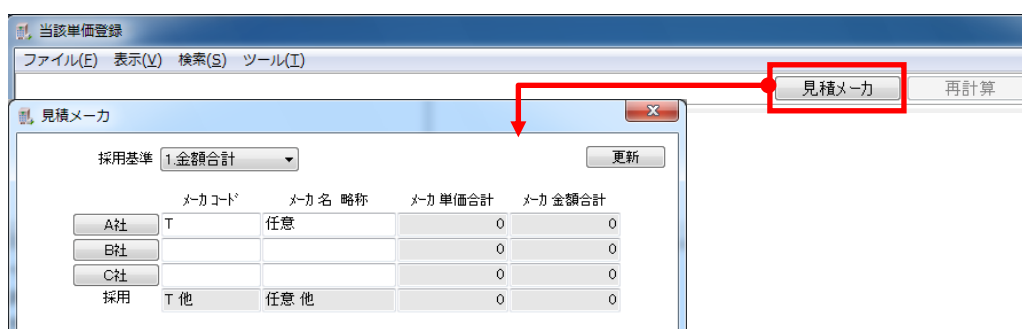 当該単価登録
ファイル(F) 表示(V) 検索(S) ツール(T)
見積メーカ 再計算
見積メーカ
採用基準 1.金額合計 更新
ﾒｰｶ ｺｰﾄﾞ ﾒｰｶ 名 略称 ﾒｰｶ 単価合計 ﾒｰｶ 金額合計
A社 T 任意 0 0
B社 0 0
C社 0 0
採用 T 他 任意 他 0 0